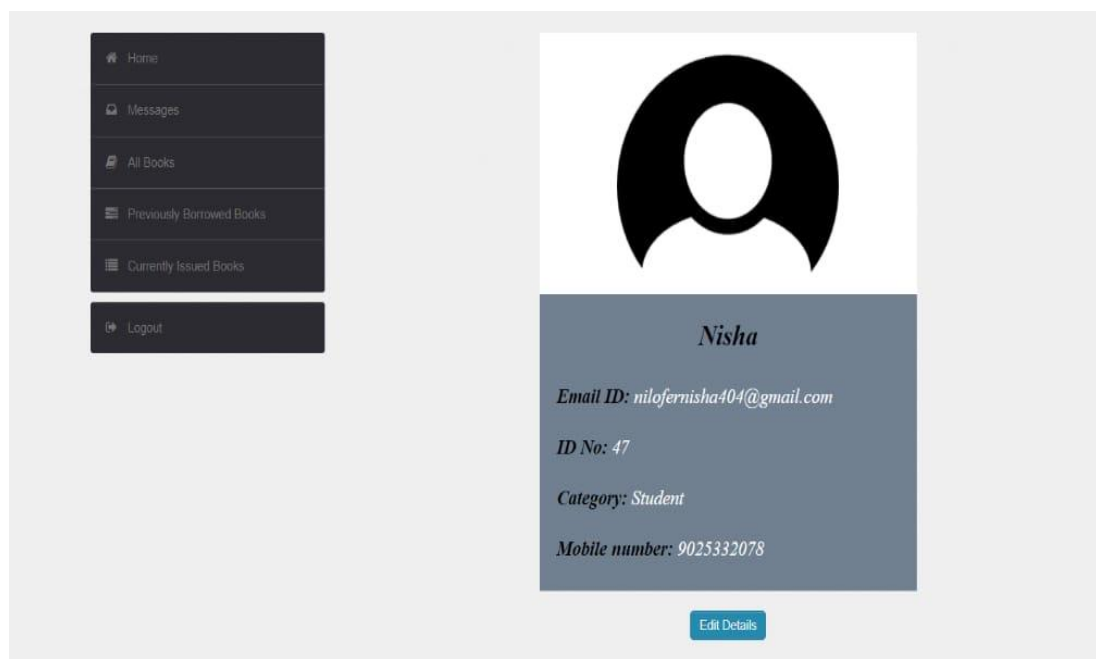 Home
Messages
All Books
Previously Borrowed Books
Currently Issued Books
Logout
Nisha
Email ID: nilofernisha404@gmail.com
ID No: 47
Category: Student
Mobile number: 9025332078
Edit Details